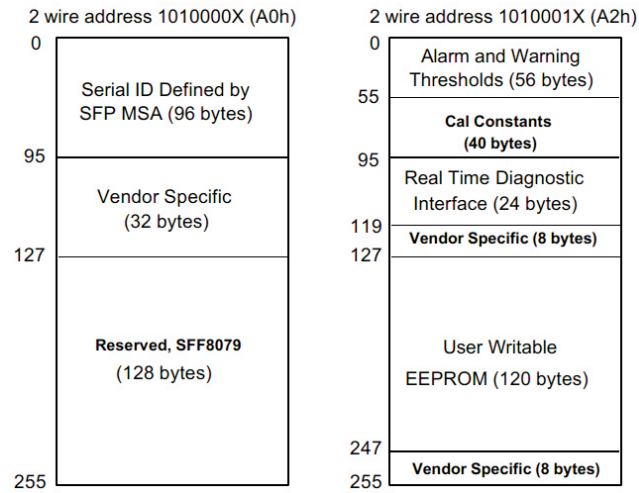 2 wire address 1010000X (A0h)
0
Serial ID Defined by
SFP MSA (96 bytes)
95
Vendor Specific
(32 bytes)
127
Reserved, SFF8079
(128 bytes)
255
2 wire address 1010001X (A2h)
0
Alarm and Warning
Thresholds (56 bytes)
55
Cal Constants
(40 bytes)
95
Real Time Diagnostic
Interface (24 bytes)
119
Vendor Specific (8 bytes)
127
User Writable
EEPROM (120 bytes)
247
Vendor Specific (8 bytes)
255